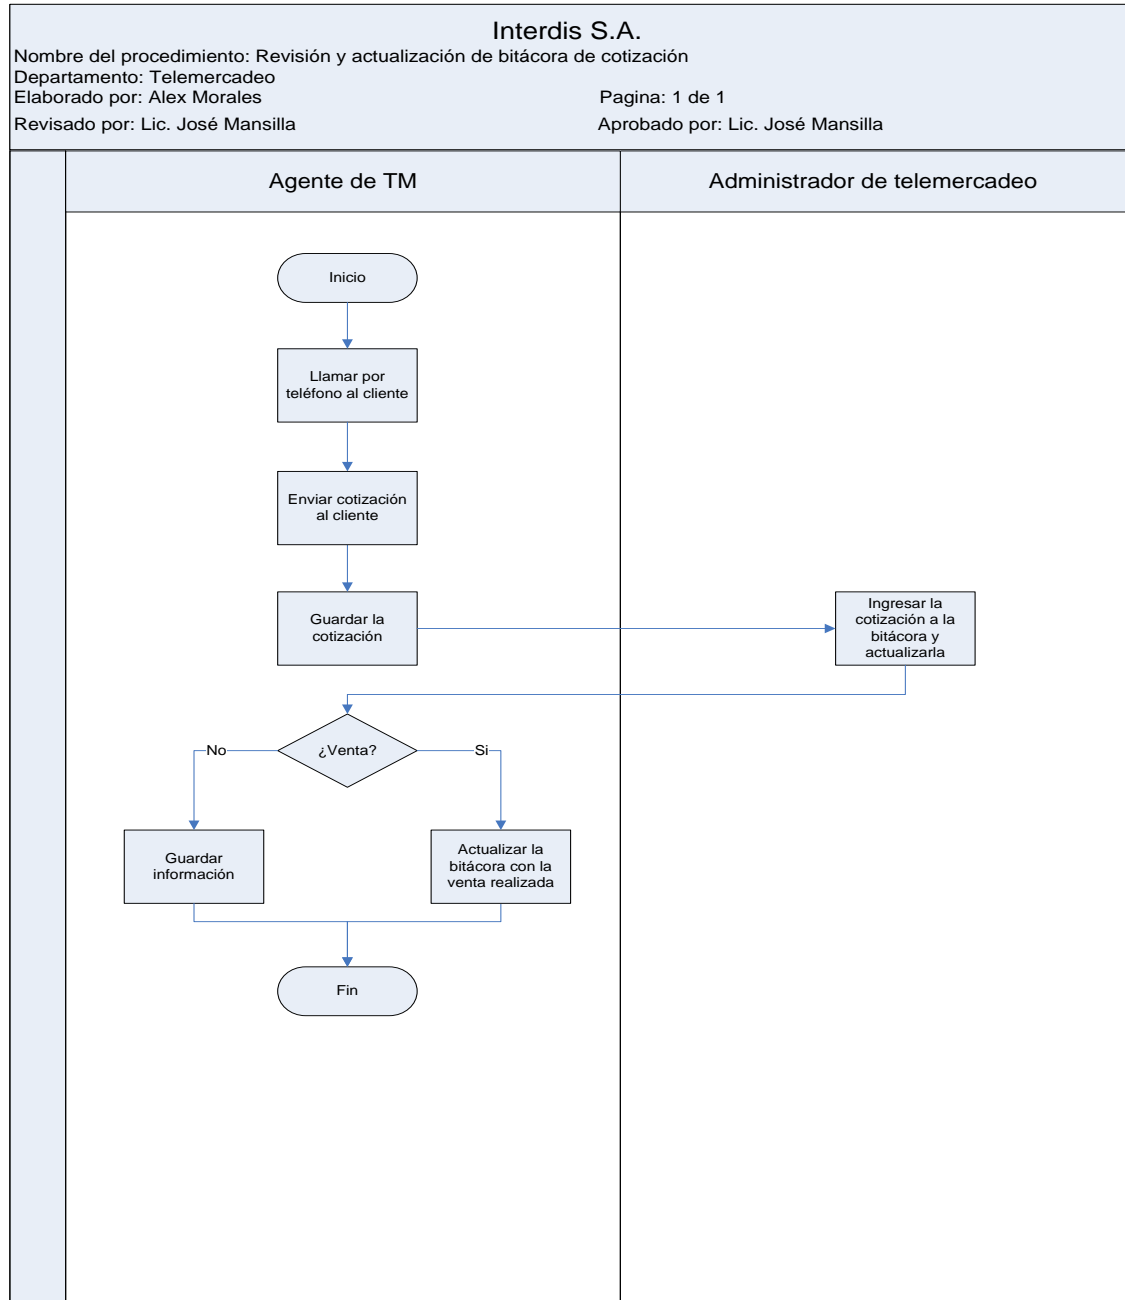 Interdis S.A.
Nombre del procedimiento: Revisión y actualización de bitácora de cotización
Departamento: Telemercadeo
Elaborado por: Alex Morales
Pagina: 1 de 1
Revisado por: Lic. José Mansilla
Aprobado por: Lic. José Mansilla
Agente de TM
Administrador de telemercadeo
Inicio
Llamar por
teléfono al cliente
Enviar cotización
al cliente
Guardar la
cotización
Ingresar la
cotización a la
bitácora y
actualizarla
¿Venta?
No
Si
Guardar
información
Actualizar la
bitácora con la
venta realizada
Fin